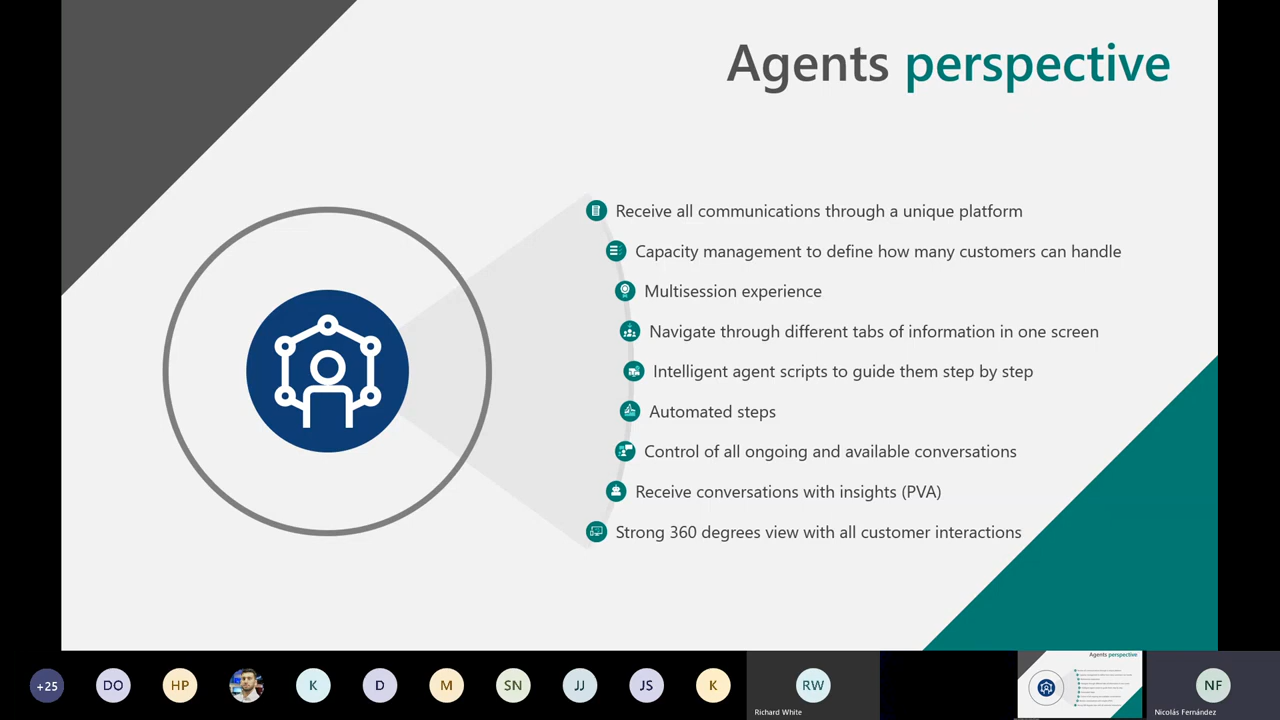 Agents perspective
Receive all communications through a unique platform
Capacity management to define how many customers can handle
Multisession experience
Navigate through different tabs of information in one screen
Intelligent agent scripts to guide them step by step
Automated steps
Control of all ongoing and available conversations
Receive conversations with insights (PVA)
Strong 360 degrees view with all customer interactions
+25
DO
HP
K
D
M
SN
JJ
JS
K
RW
Richard White
Agents perspective
NF
Nicolás Fernández